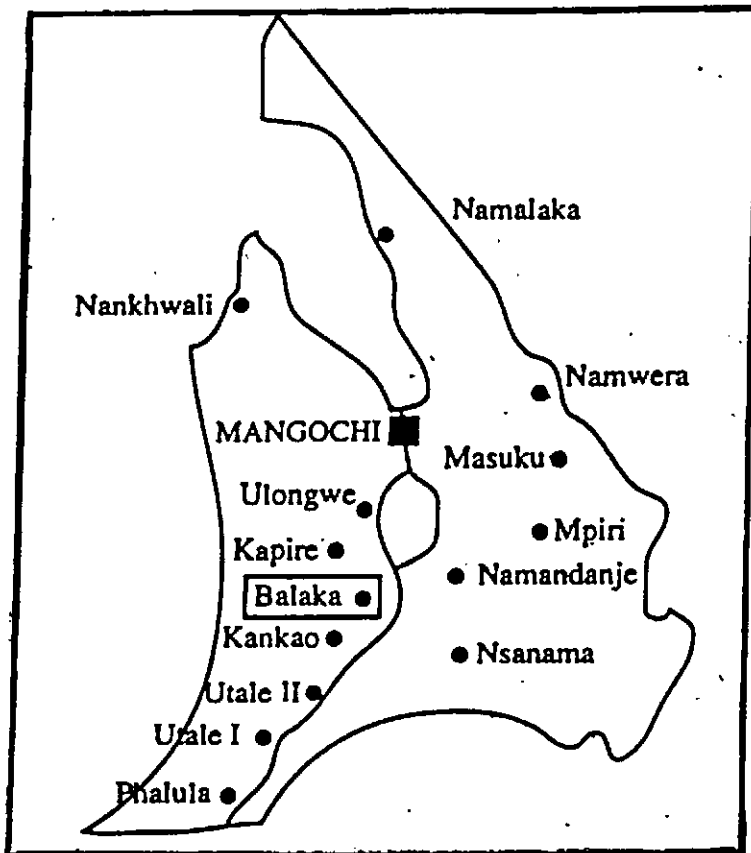 Namalaka
Nankhwali
Namwera
MANGOCHI
Masuku
Ulongwe
Mpiri
Kapire
Namandanje
Balaka
Kankao
Nsanama
Utale II
Utale I
Phalula